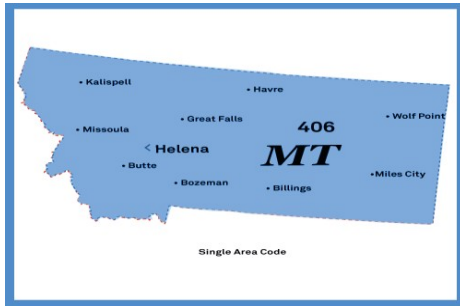 Kalispell
Havre
Great Falls
Wolf Point
406
Missoula
Helena
MT
Butte
Miles City
Bozeman
Billings
Single Area Code